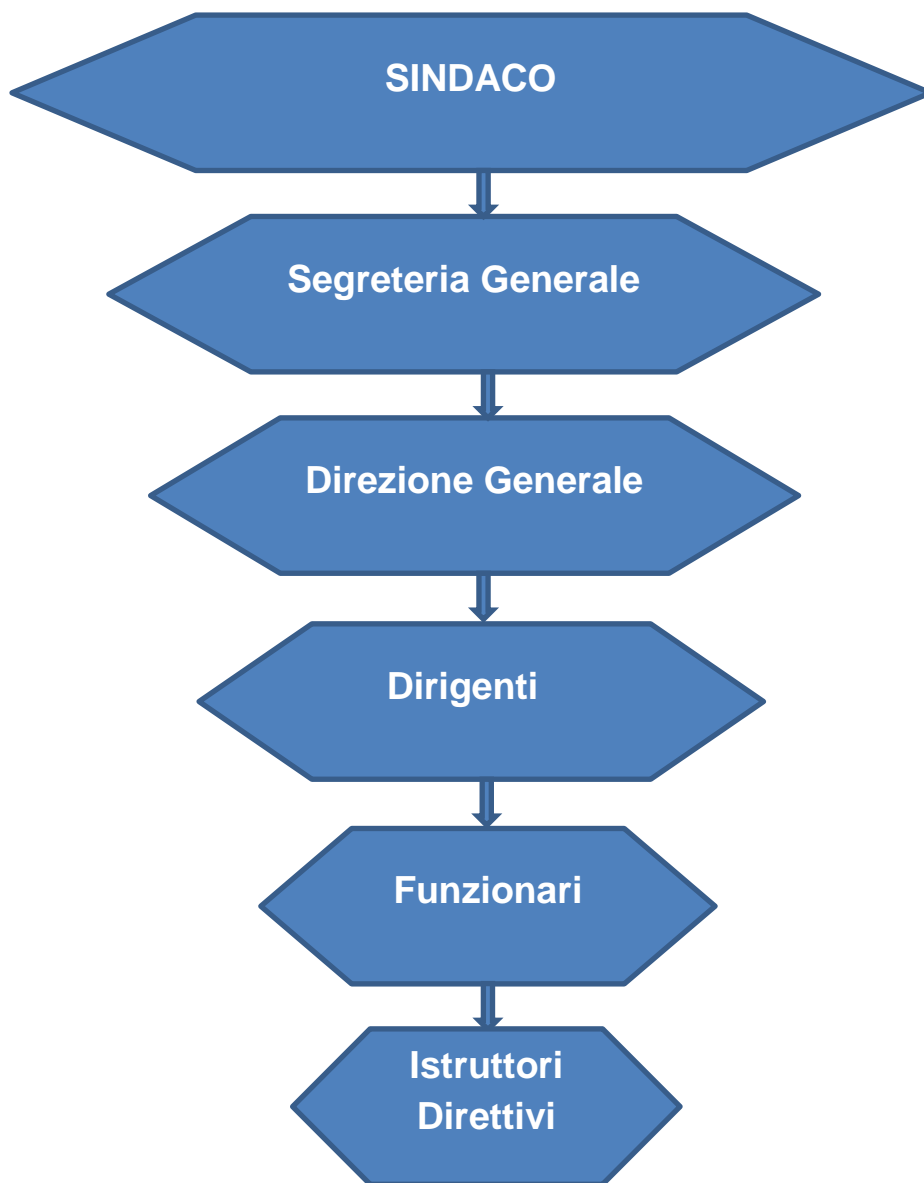 SINDACO
Segreteria Generale
Direzione Generale
Dirigenti
Funzionari
Istruttori
Direttivi